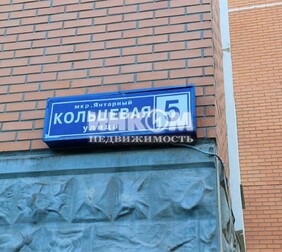 мкр. Янтарный
КОЛЬЦЕВАЯ 5
улица
НЕДВИЖИМОСТЬ